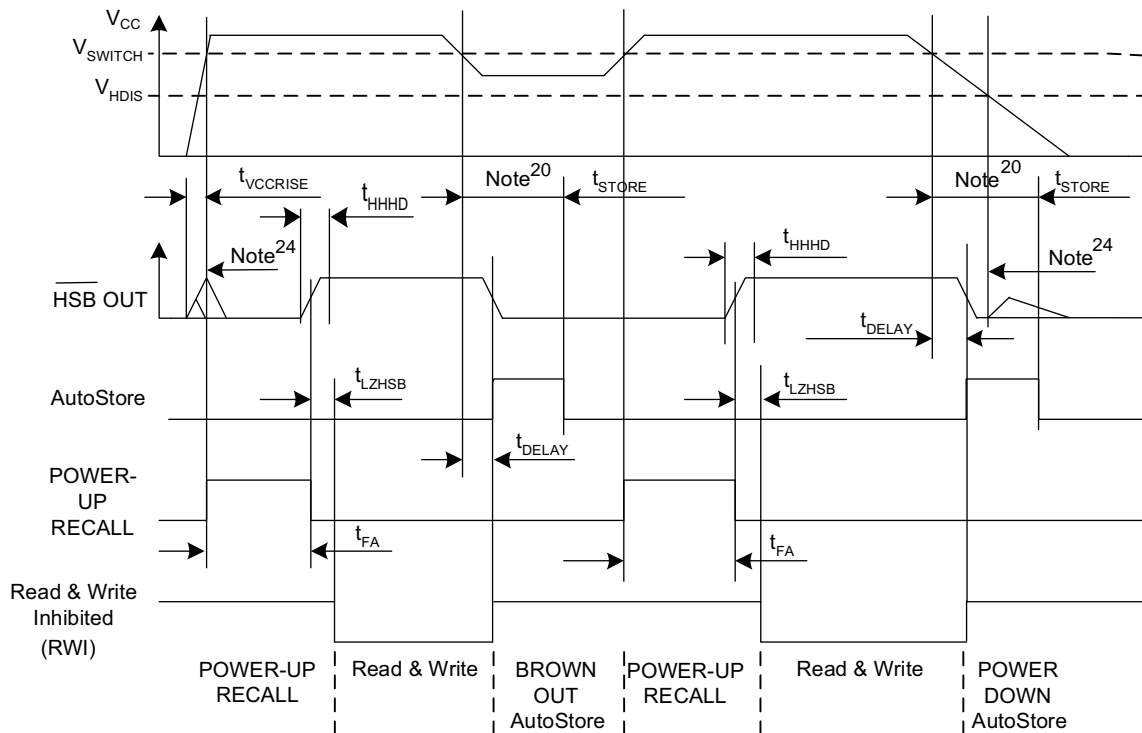 VCC
VSWITCH
VHDIS
tVCCRISE
Note20
tSTORE
Note20
tSTORE
tHHHD
Note24
tHHHD
Note24
HSB OUT
tDELAY
tLZHSB
tLZHSB
AutoStore
tDELAY
POWER-
UP
RECALL
tFA
tFA
Read & Write
Inhibited
(RWI)
POWER-UP
RECALL
Read & Write
BROWN
OUT
AutoStore
POWER-UP
RECALL
Read & Write
POWER
DOWN
AutoStore